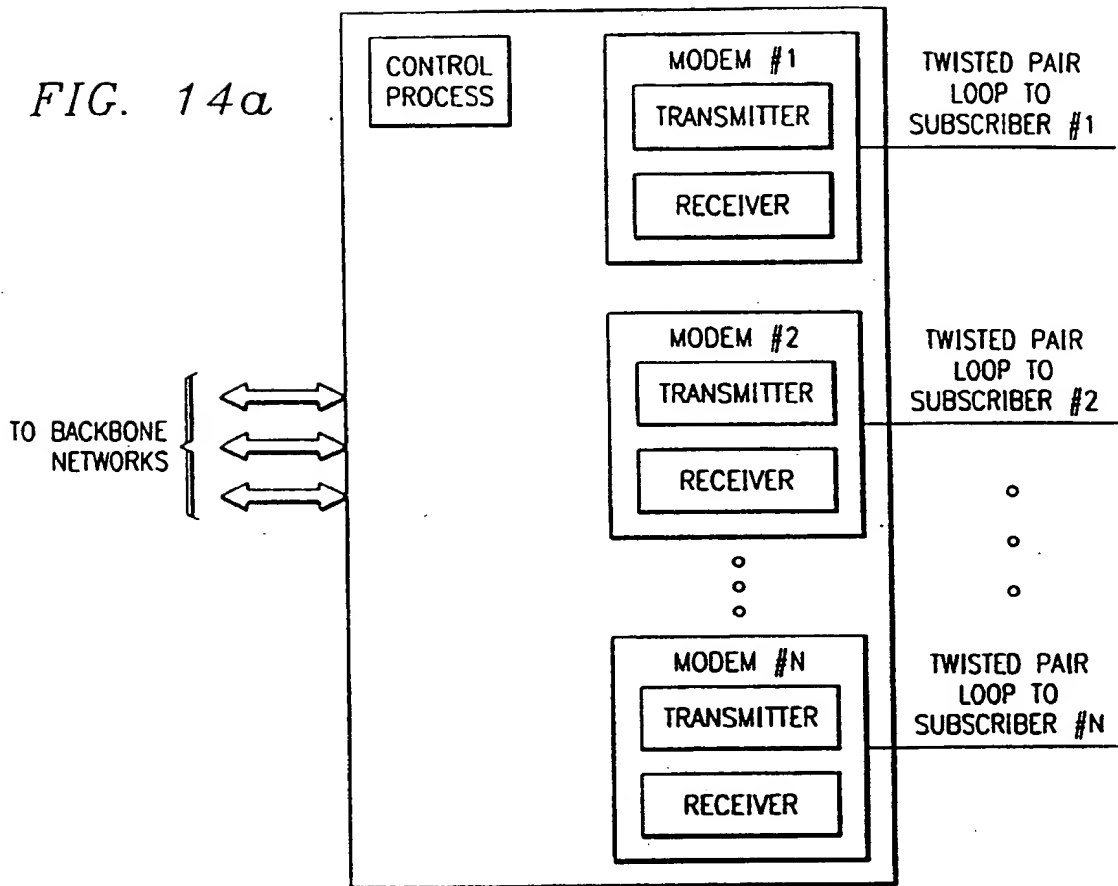 FIG. 14a
CONTROL
PROCESS
MODEM #1
TRANSMITTER
RECEIVER
TWISTED PAIR
LOOP TO
SUBSCRIBER #1
MODEM #2
TRANSMITTER
RECEIVER
TWISTED PAIR
LOOP TO
SUBSCRIBER #2
TO BACKBONE
NETWORKS
MODEM #N
TRANSMITTER
RECEIVER
TWISTED PAIR
LOOP TO
SUBSCRIBER #N